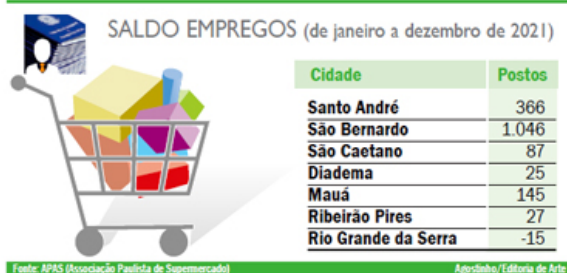 SALDO EMPREGOS (de janeiro a dezembro de 2021)
Cidade Postos
Santo André 366
São Bernardo 1.046
São Caetano 87
Diadema 25
Mauá 145
Ribeirão Pires 27
Rio Grande da Serra -15
Fonte: APAS (Associação Paulista de Supermercado) Agostinho/Editoria de Arte